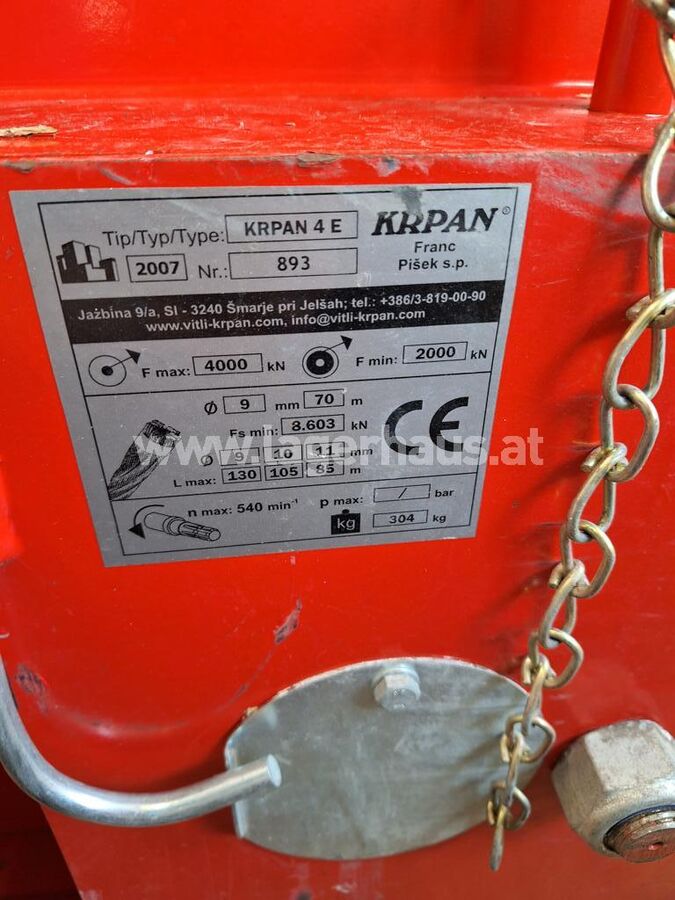 Tip/Typ/Type: KRPAN 4 E KRPAN®
2007 Nr.: 893 Franc Pišek s.p.
Jažbina 9/a, SI - 3240 Šmarje pri Jelšah; tel.: +386/3-819-00-90
www.vitli-krpan.com, info@vitli-krpan.com
F max: 4000 kN F min: 2000 kN
Ø 9 mm 70 m
Fs min: 8.603 kN
CE
www.lagerhaus.at
Ø 9 10 11 mm
L max: 130 105 85 m
n max: 540 min⁻¹ p max: / bar
kg 304 kg